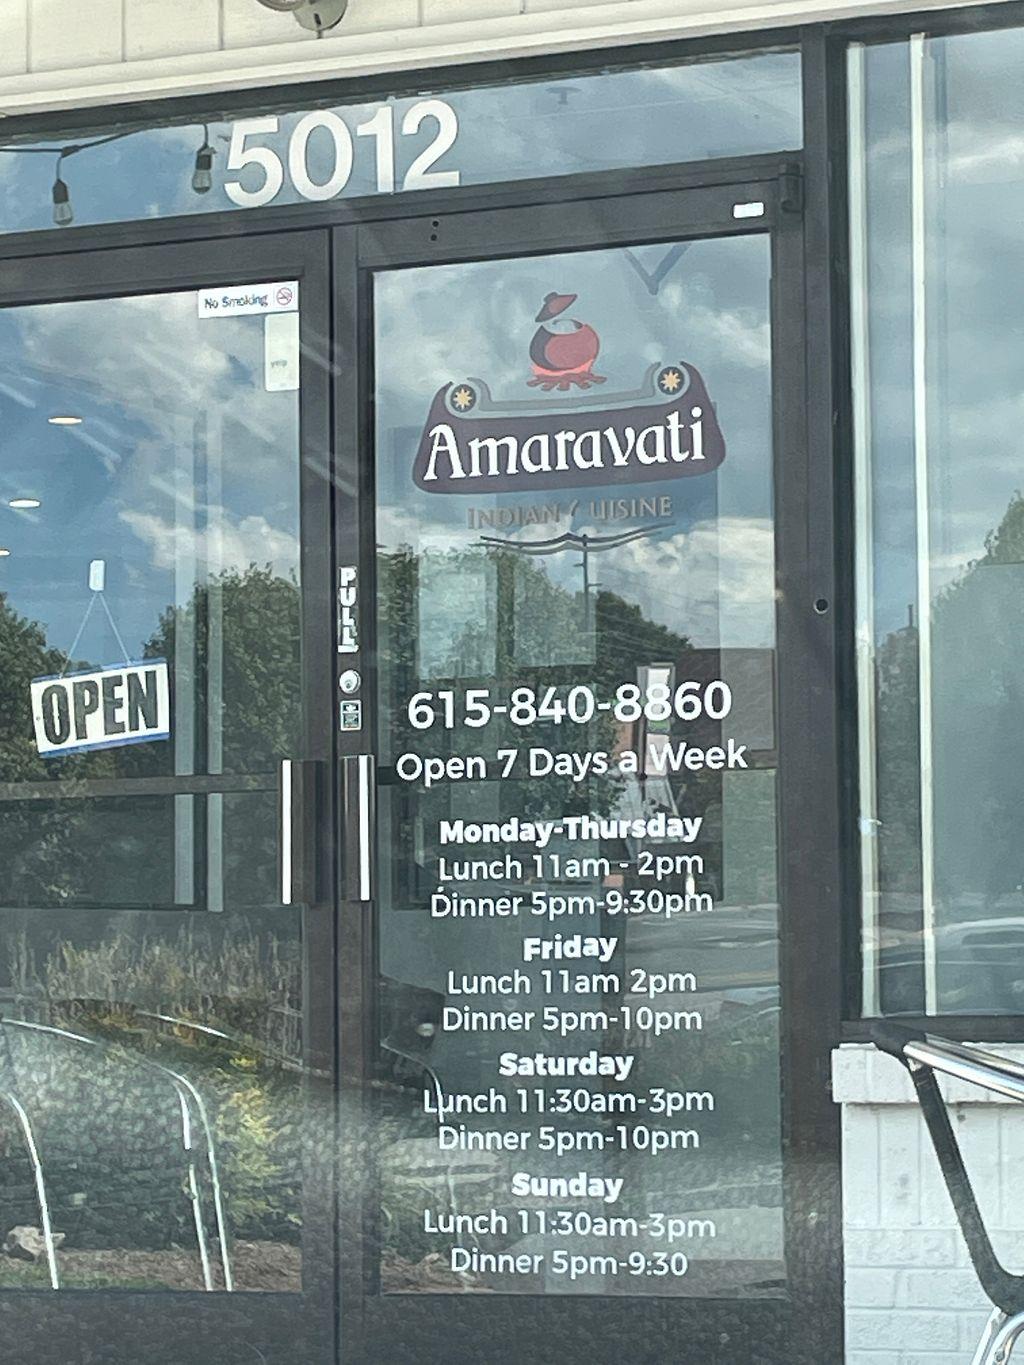 5012
No Smoking
yelp
Amaravati
INDIAN CUISINE
PULL
OPEN
615-840-8860
Open 7 Days a Week
Monday-Thursday
Lunch 11am - 2pm
Dinner 5pm-9:30pm
Friday
Lunch 11am 2pm
Dinner 5pm-10pm
Saturday
Lunch 11:30am-3pm
Dinner 5pm-10pm
Sunday
Lunch 11:30am-3pm
Dinner 5pm-9:30